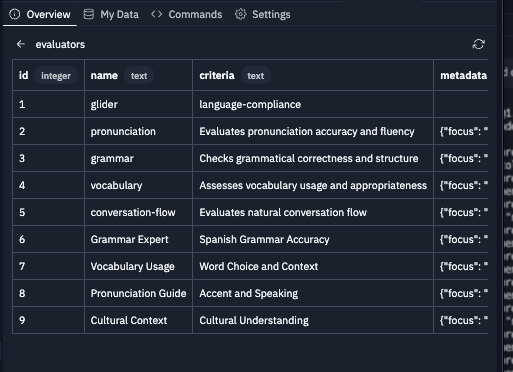 Overview My Data Commands Settings
evaluators
id integer name text criteria text metadata
1 glider language-compliance
2 pronunciation Evaluates pronunciation accuracy and fluency {"focus": "
3 grammar Checks grammatical correctness and structure {"focus": "
4 vocabulary Assesses vocabulary usage and appropriateness {"focus": "
5 conversation-flow Evaluates natural conversation flow {"focus": "
6 Grammar Expert Spanish Grammar Accuracy {"focus": "
7 Vocabulary Usage Word Choice and Context {"focus": "
8 Pronunciation Guide Accent and Speaking {"focus": "
9 Cultural Context Cultural Understanding {"focus": "